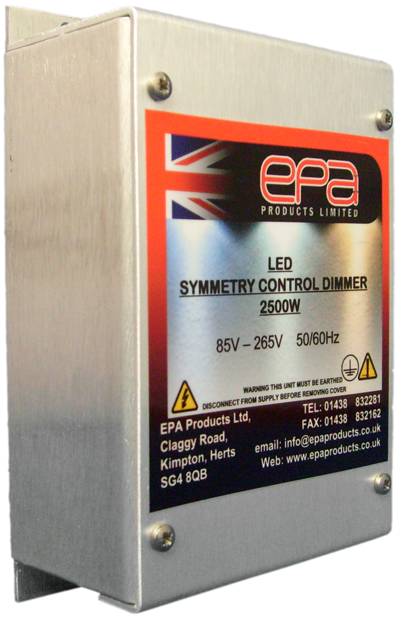 epa
PRODUCTS LIMITED
LED
SYMMETRY CONTROL DIMMER
2500W
85V – 265V 50/60Hz
WARNING THIS UNIT MUST BE EARTHED
DISCONNECT FROM SUPPLY BEFORE REMOVING COVER
EPA Products Ltd,
Claggy Road,
Kimpton, Herts
SG4 8QB
TEL: 01438 832281
FAX: 01438 832162
email: info@epaproducts.co.uk
Web: www.epaproducts.co.uk